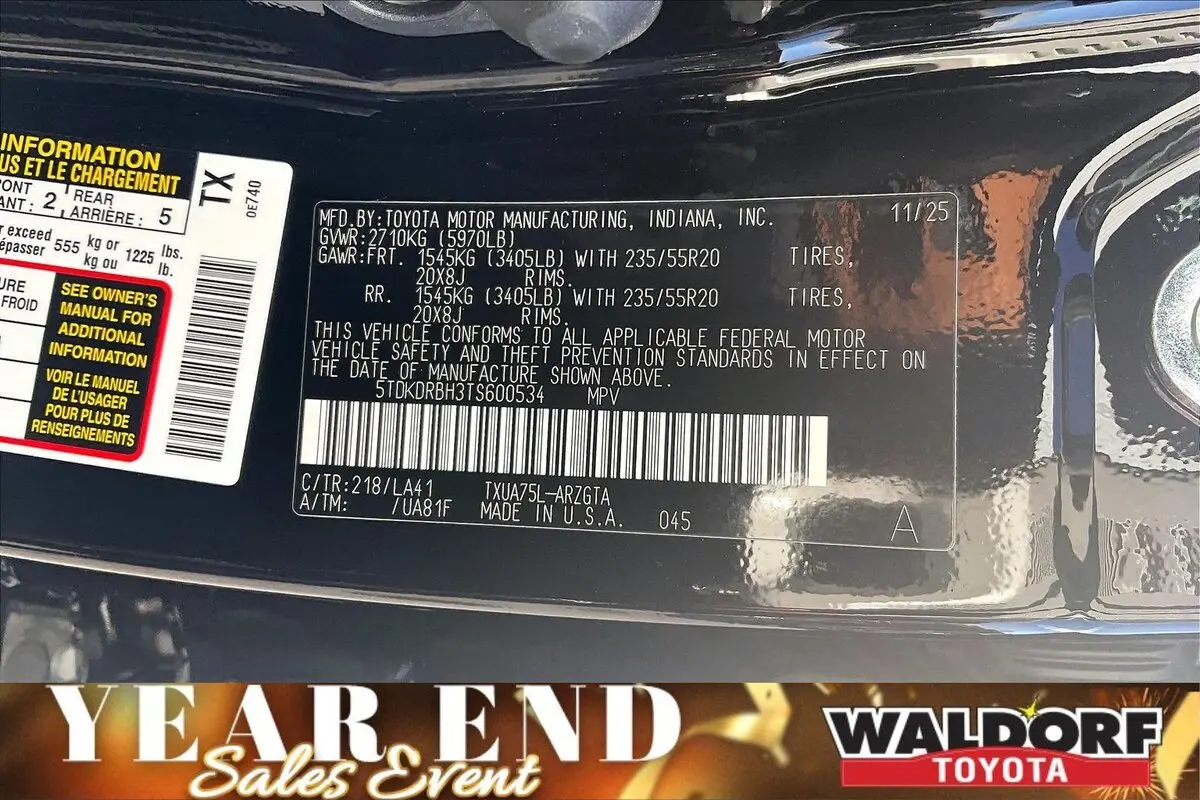 INFORMATION
US ET LE CHARGEMENT
2 REAR
ANT: ARRIÈRE: 5
r exceed kg or lbs.
épasser 555 kg ou 1225 lb.
FROID
SEE OWNER'S
MANUAL FOR
ADDITIONAL
INFORMATION
VOIR LE MANUEL
DE L'USAGER
POUR PLUS DE
RENSEIGNEMENTS
TX
0E740
MFD.BY:TOYOTA MOTOR MANUFACTURING, INDIANA, INC. 11/25
GVWR:2710KG (5970LB)
GAWR:FRT. 1545KG (3405LB) WITH 235/55R20 TIRES,
20X8J RIMS.
RR. 1545KG (3405LB) WITH 235/55R20 TIRES,
20X8J RIMS.
THIS VEHICLE CONFORMS TO ALL APPLICABLE FEDERAL MOTOR
VEHICLE SAFETY AND THEFT PREVENTION STANDARDS IN EFFECT ON
THE DATE OF MANUFACTURE SHOWN ABOVE.
5TDKDRBH3TS600534 MPV
C/TR:218/LA41 TXUA75L-ARZGTA
A/TM: /UA81F MADE IN U.S.A. 045 A
YEAR END
Sales Event
WALDORF
TOYOTA